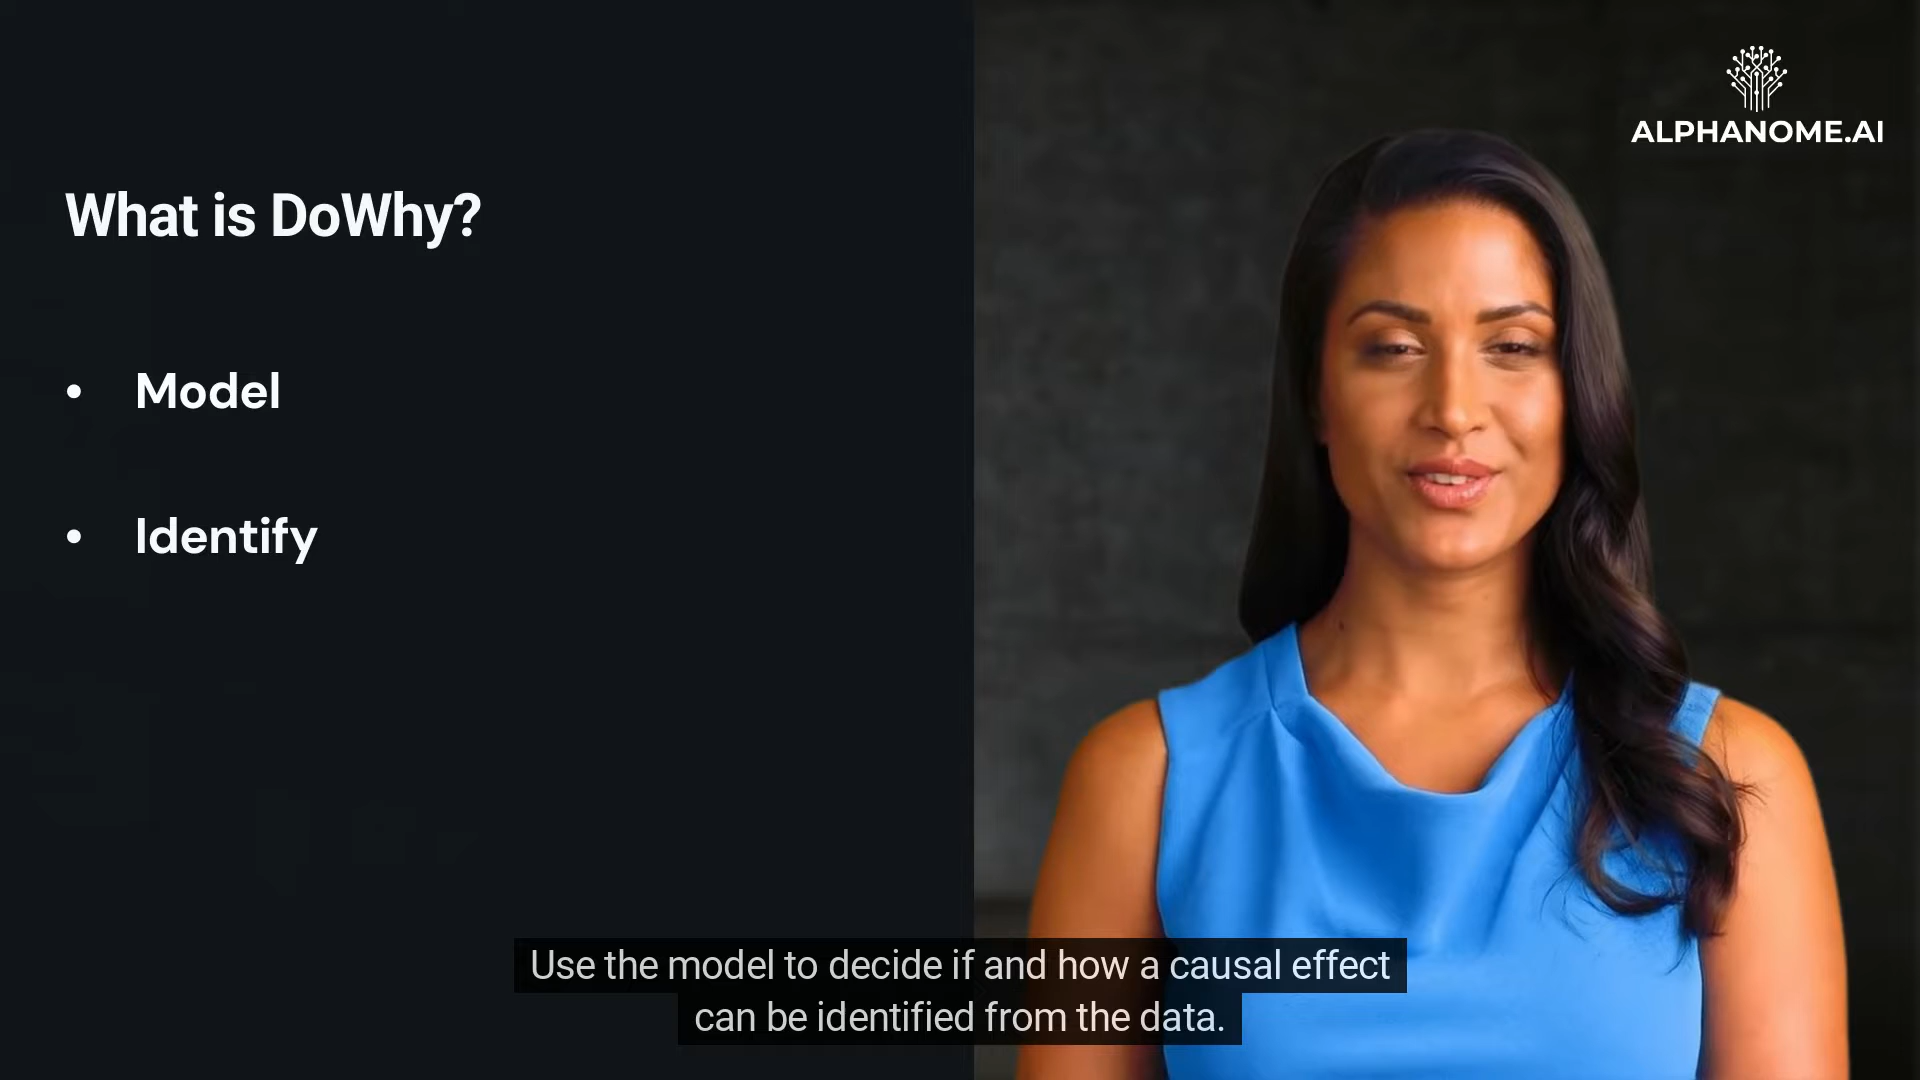 ALPHANOME.AI
What is DoWhy?
• Model
• Identify
Use the model to decide if and how a causal effect
can be identified from the data.